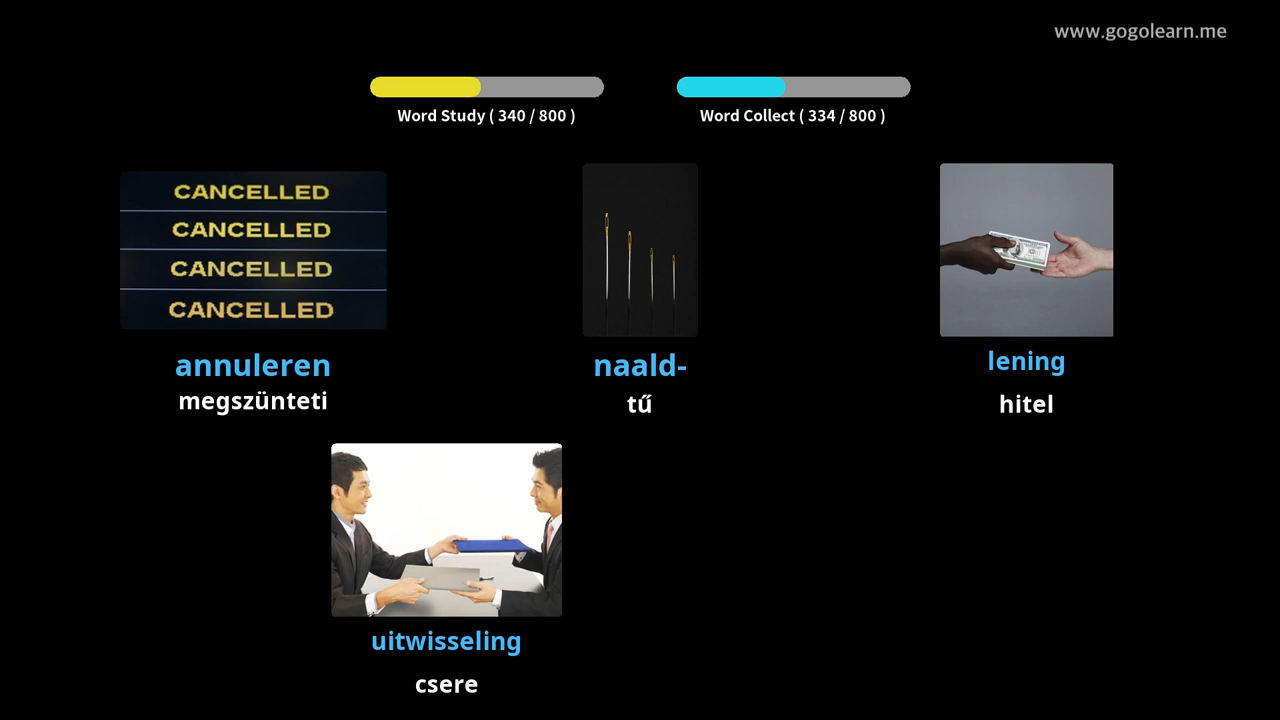 www.gogolearn.me
Word Study ( 340 / 800 )
Word Collect ( 334 / 800 )
CANCELLED
CANCELLED
CANCELLED
CANCELLED
annuleren
megszünteti
naald-
tű
lening
hitel
uitwisseling
csere